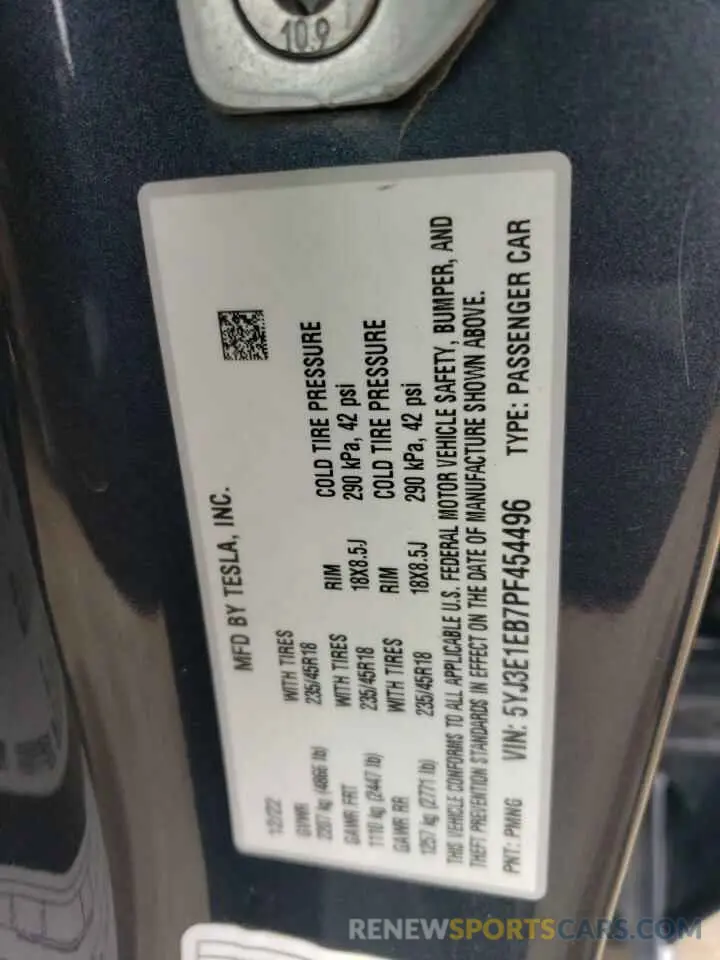 10.9
MFD BY TESLA, INC.
12/22
GVWR WITH TIRES RIM COLD TIRE PRESSURE
2207 kg (4866 lb) 235/45R18 18X8.5J 290 kPa, 42 psi
GAWR FRT WITH TIRES RIM COLD TIRE PRESSURE
1110 kg (2447 lb) 235/45R18 18X8.5J 290 kPa, 42 psi
GAWR RR WITH TIRES
1257 kg (2771 lb) 235/45R18
THIS VEHICLE CONFORMS TO ALL APPLICABLE U.S. FEDERAL MOTOR VEHICLE SAFETY, BUMPER, AND
THEFT PREVENTION STANDARDS IN EFFECT ON THE DATE OF MANUFACTURE SHOWN ABOVE.
PNT: PMNG VIN: 5YJ3E1EB7PF454496 TYPE: PASSENGER CAR
RENEWSPORTSCARS.COM